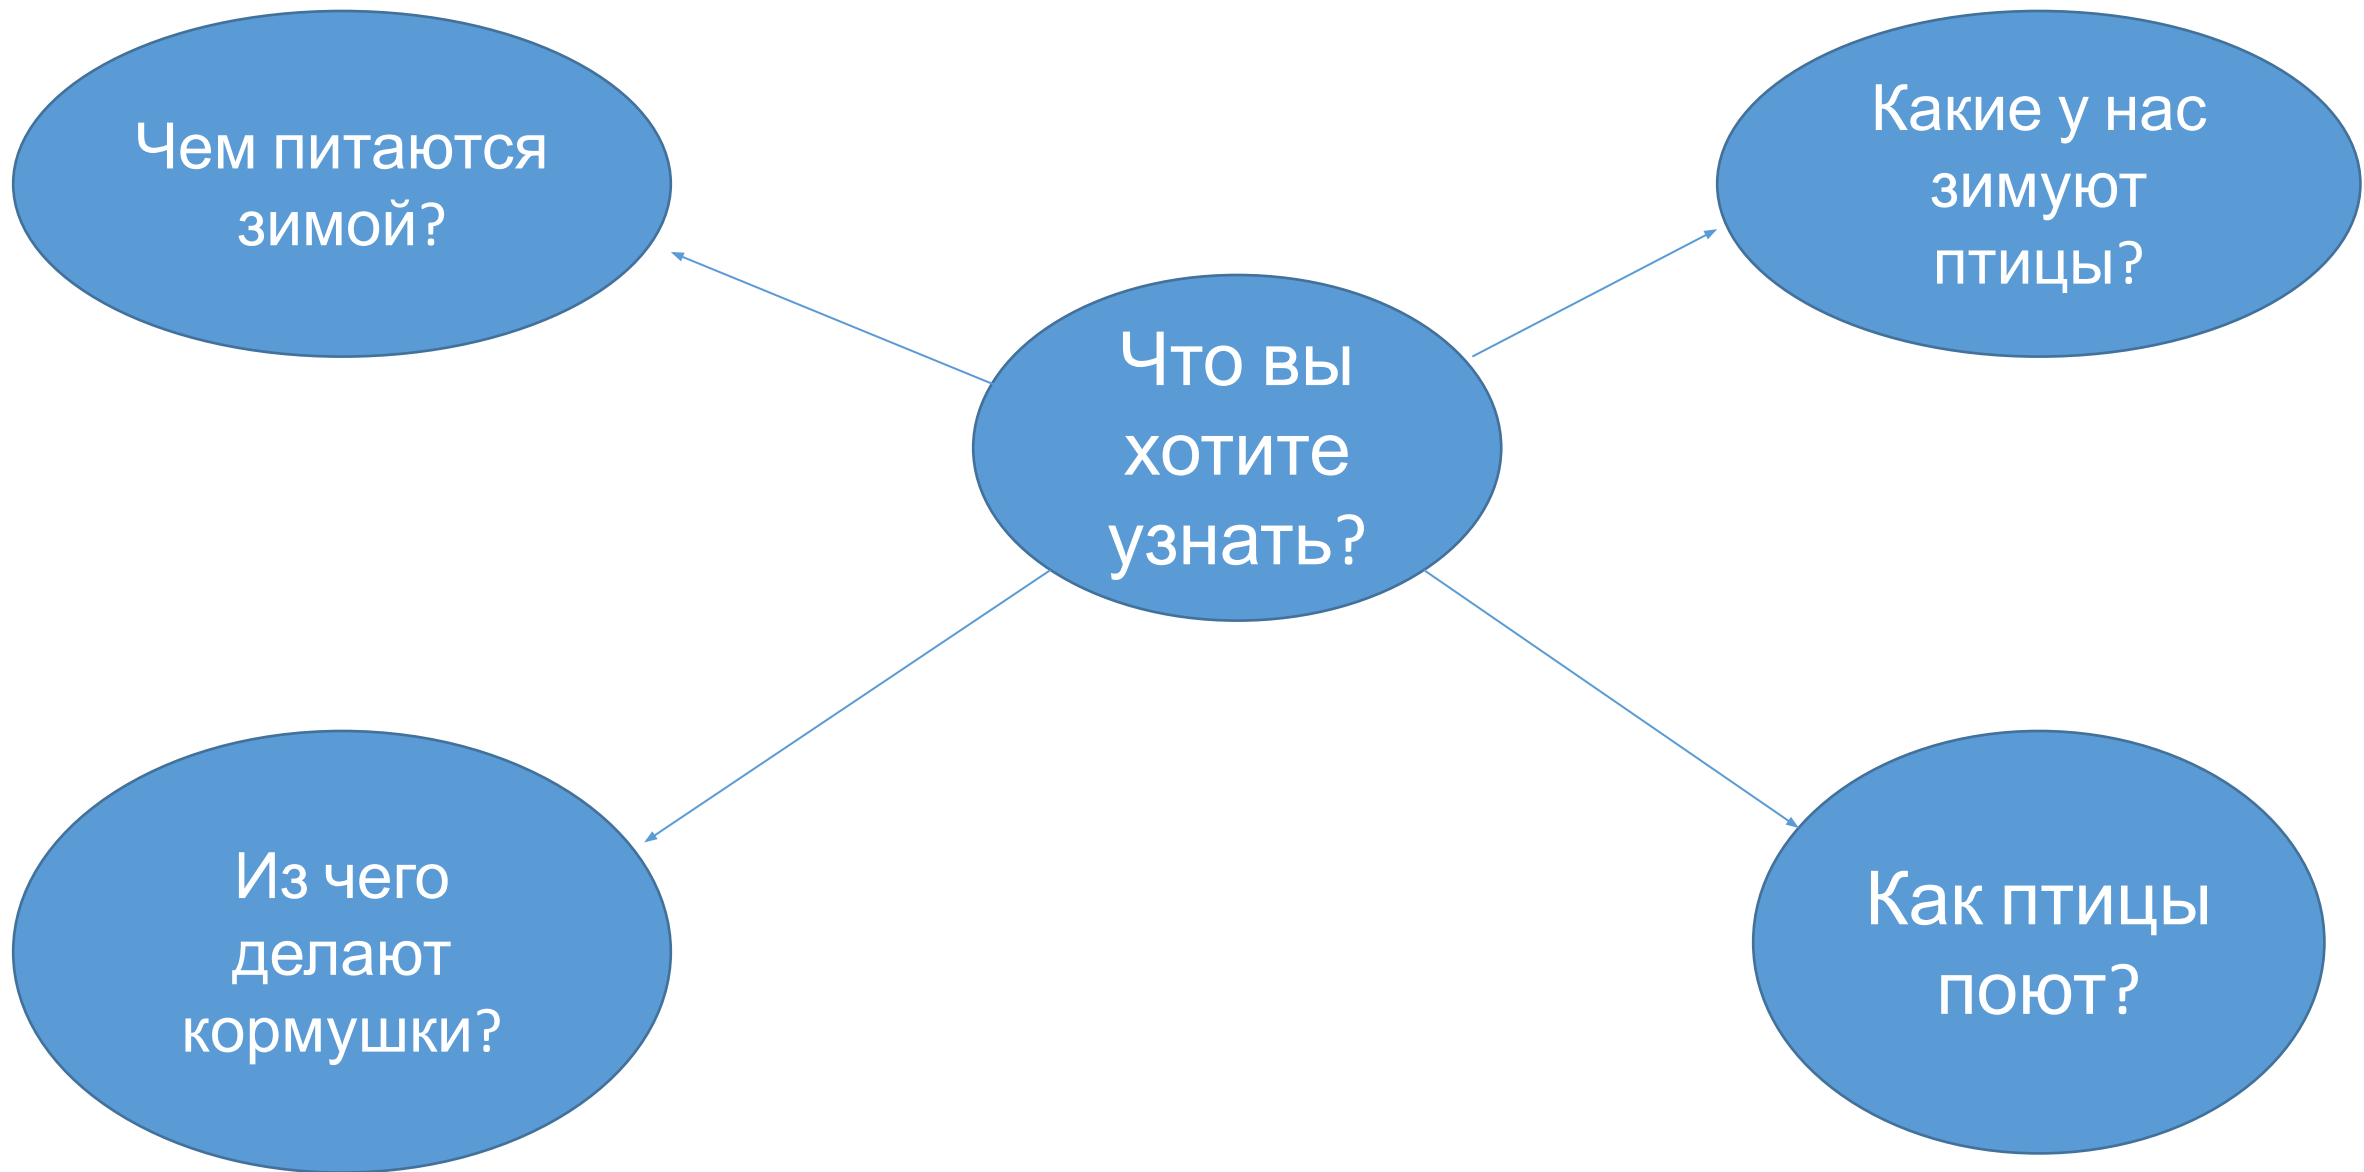 Чем питаются
зимой?
Какие у нас
зимуют
птицы?
Что вы
хотите
узнать?
Из чего
делают
кормушки?
Как птицы
поют?